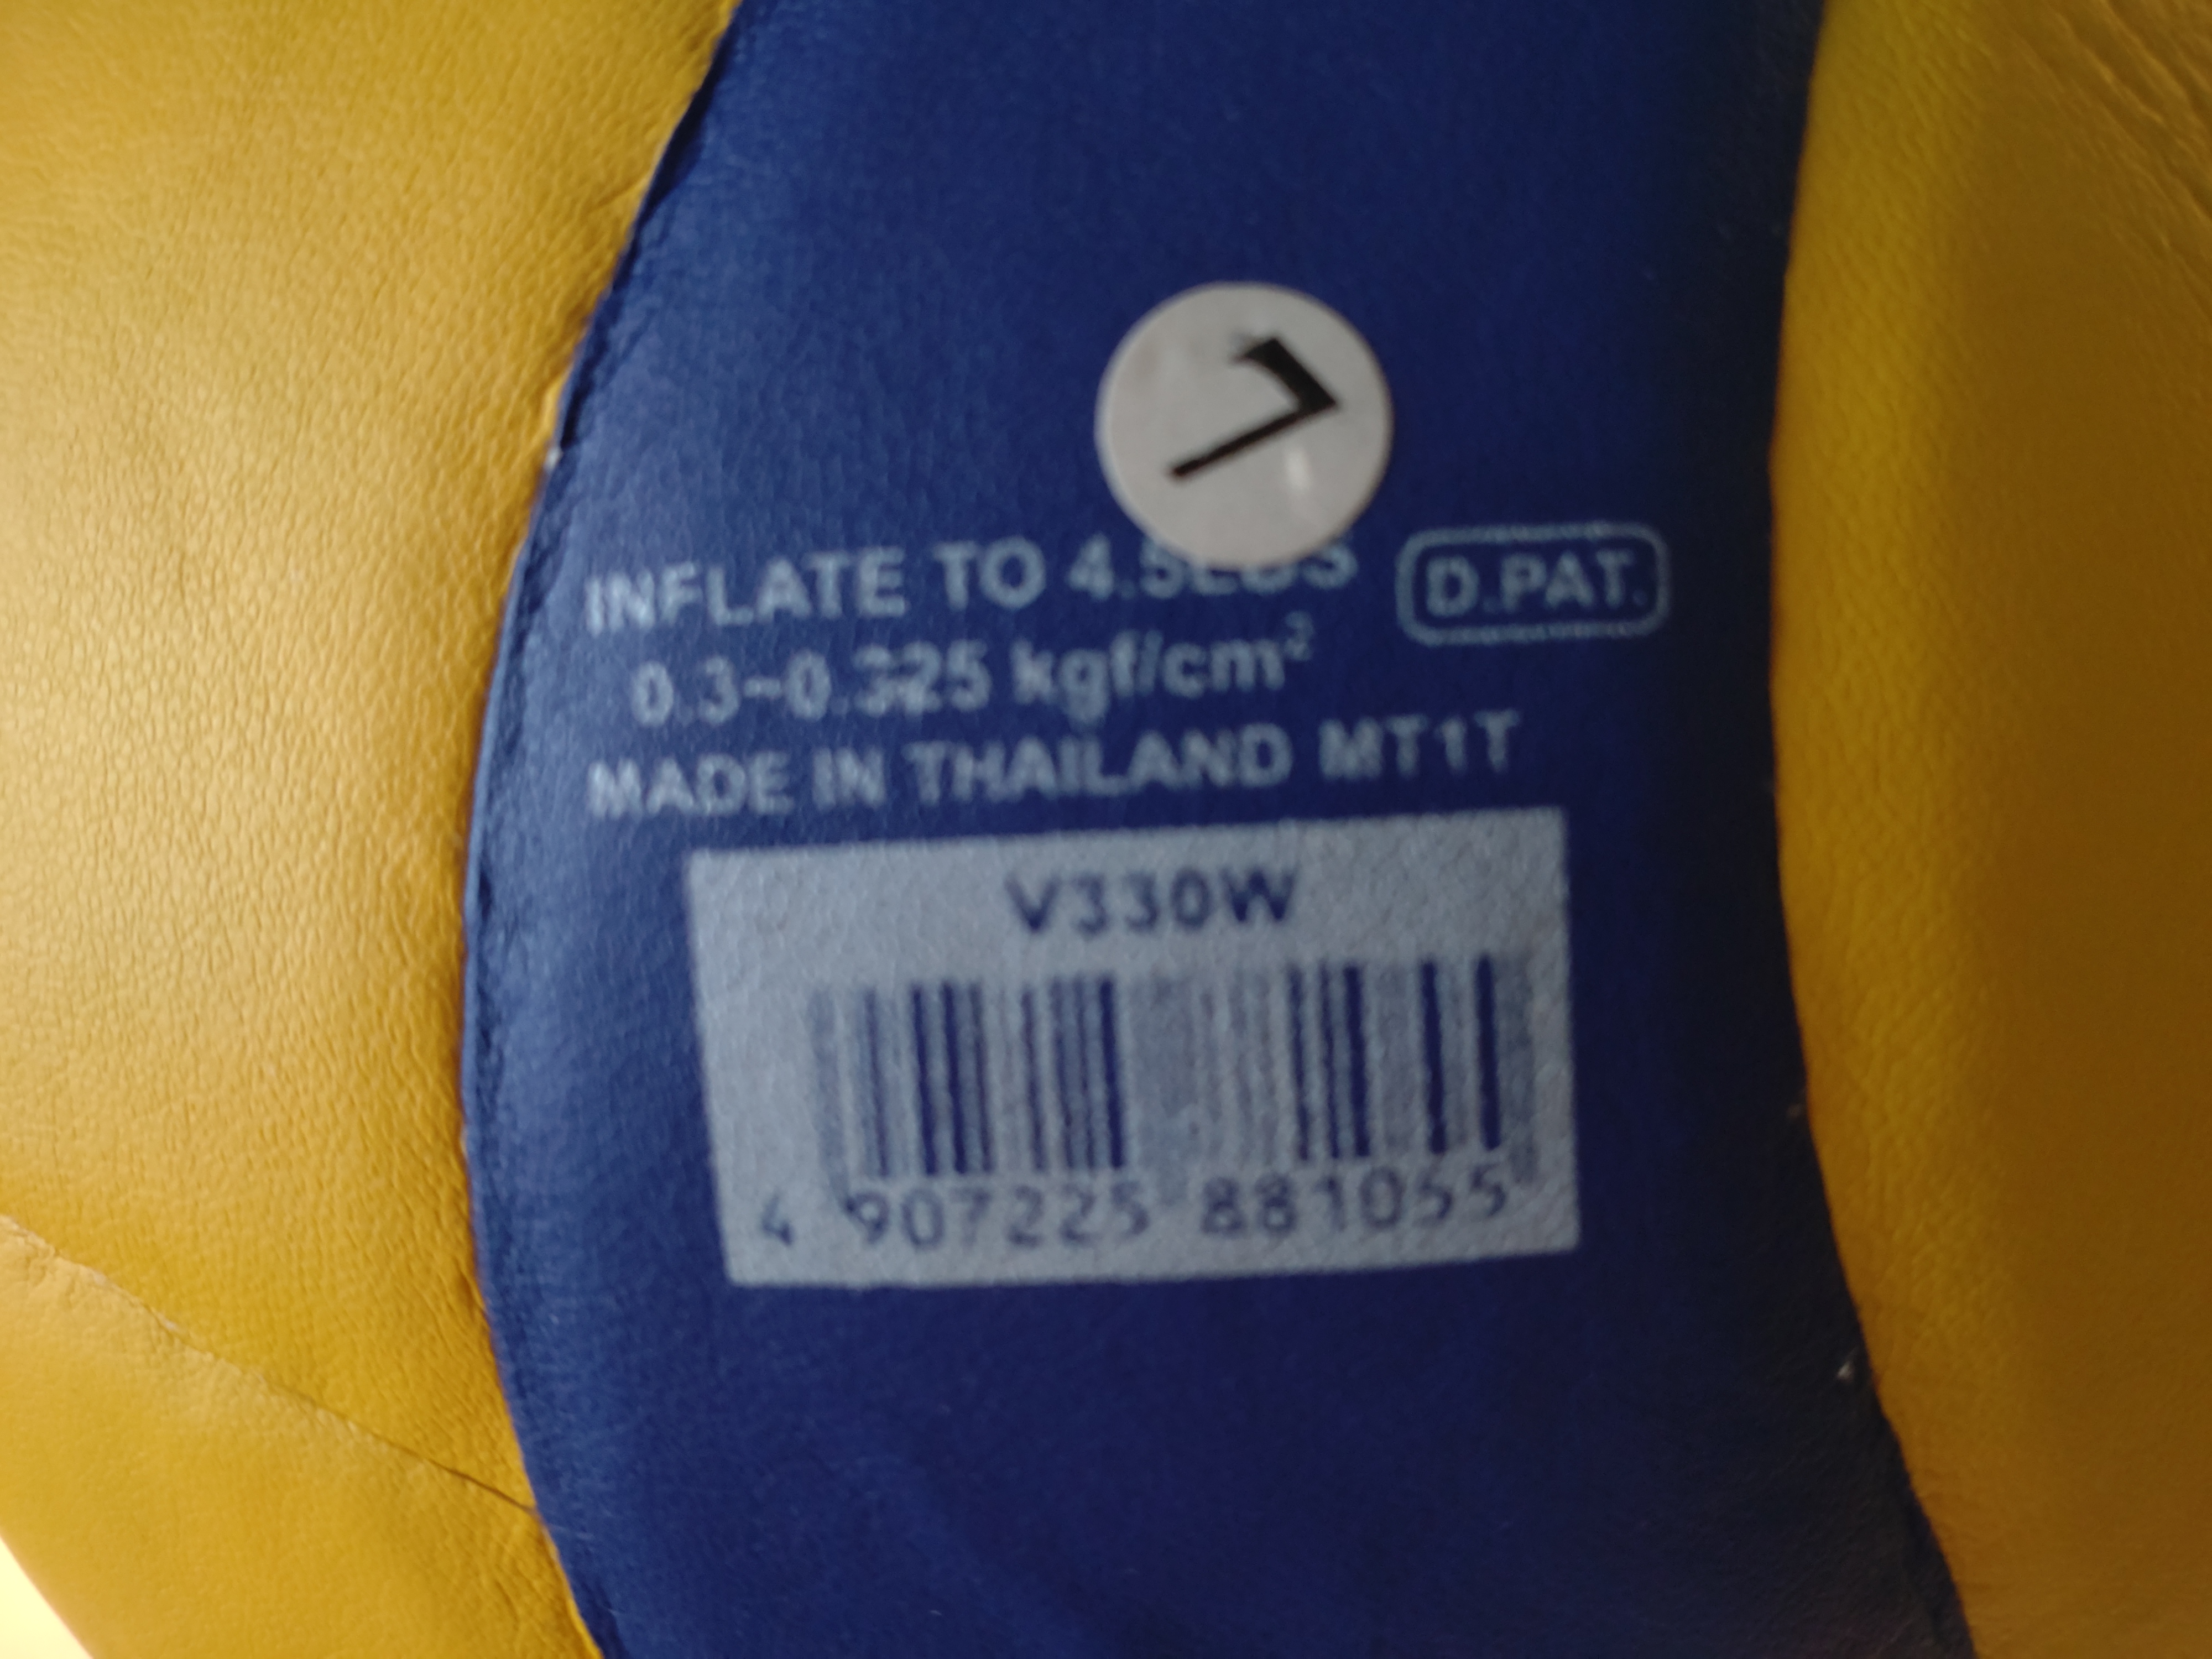 INFLATE TO 4.5LBS D.PAT.
0.3~0.325 kgf/cm²
MADE IN THAILAND MT1T
V330W
4 907225 881055